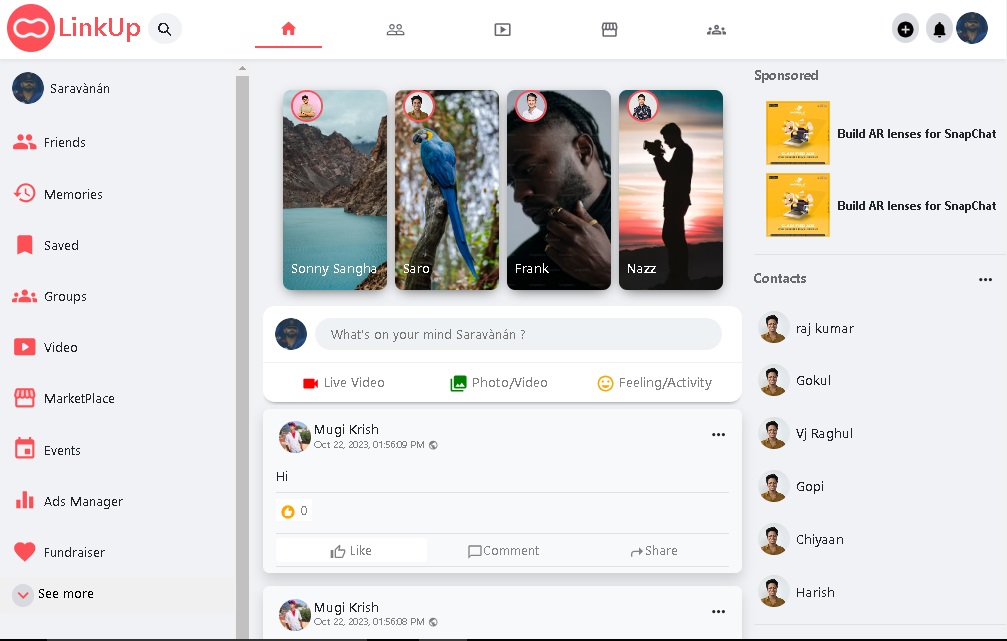 LinkUp
Saravànán
Friends
Memories
Saved
Groups
Video
MarketPlace
Events
Ads Manager
Fundraiser
See more
Sonny Sangha
Saro
Frank
Nazz
What's on your mind Saravànán ?
Live Video
Photo/Video
Feeling/Activity
Mugi Krish
Oct 22, 2023, 01:56:09 PM
Hi
0
Like
Comment
Share
Mugi Krish
Oct 22, 2023, 01:56:08 PM
Sponsored
Build AR lenses for SnapChat
Build AR lenses for SnapChat
Contacts
raj kumar
Gokul
Vj Raghul
Gopi
Chiyaan
Harish